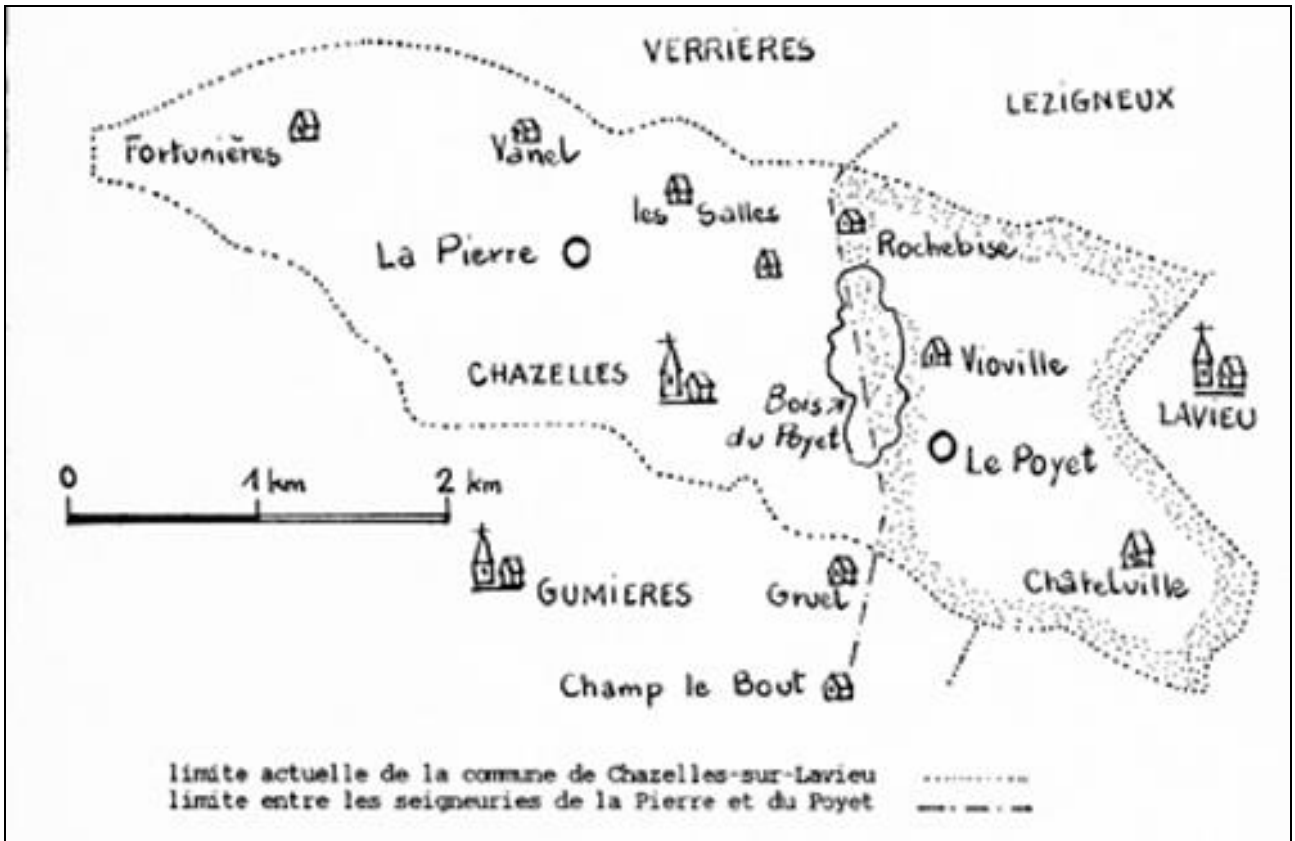 VERRIÈRES
LEZIGNEUX
Fortunières
Vanel
les Salles
La Pierre
Rochebise
CHAZELLES
Vioville
Bois
du Poyet
LAVIEU
Le Poyet
0 1 km 2 km
GUMIERES
Gruel
Châtelville
Champ le Bout
limite actuelle de la commune de Chazelles-sur-Lavieu
limite entre les seigneuries de la Pierre et du Poyet